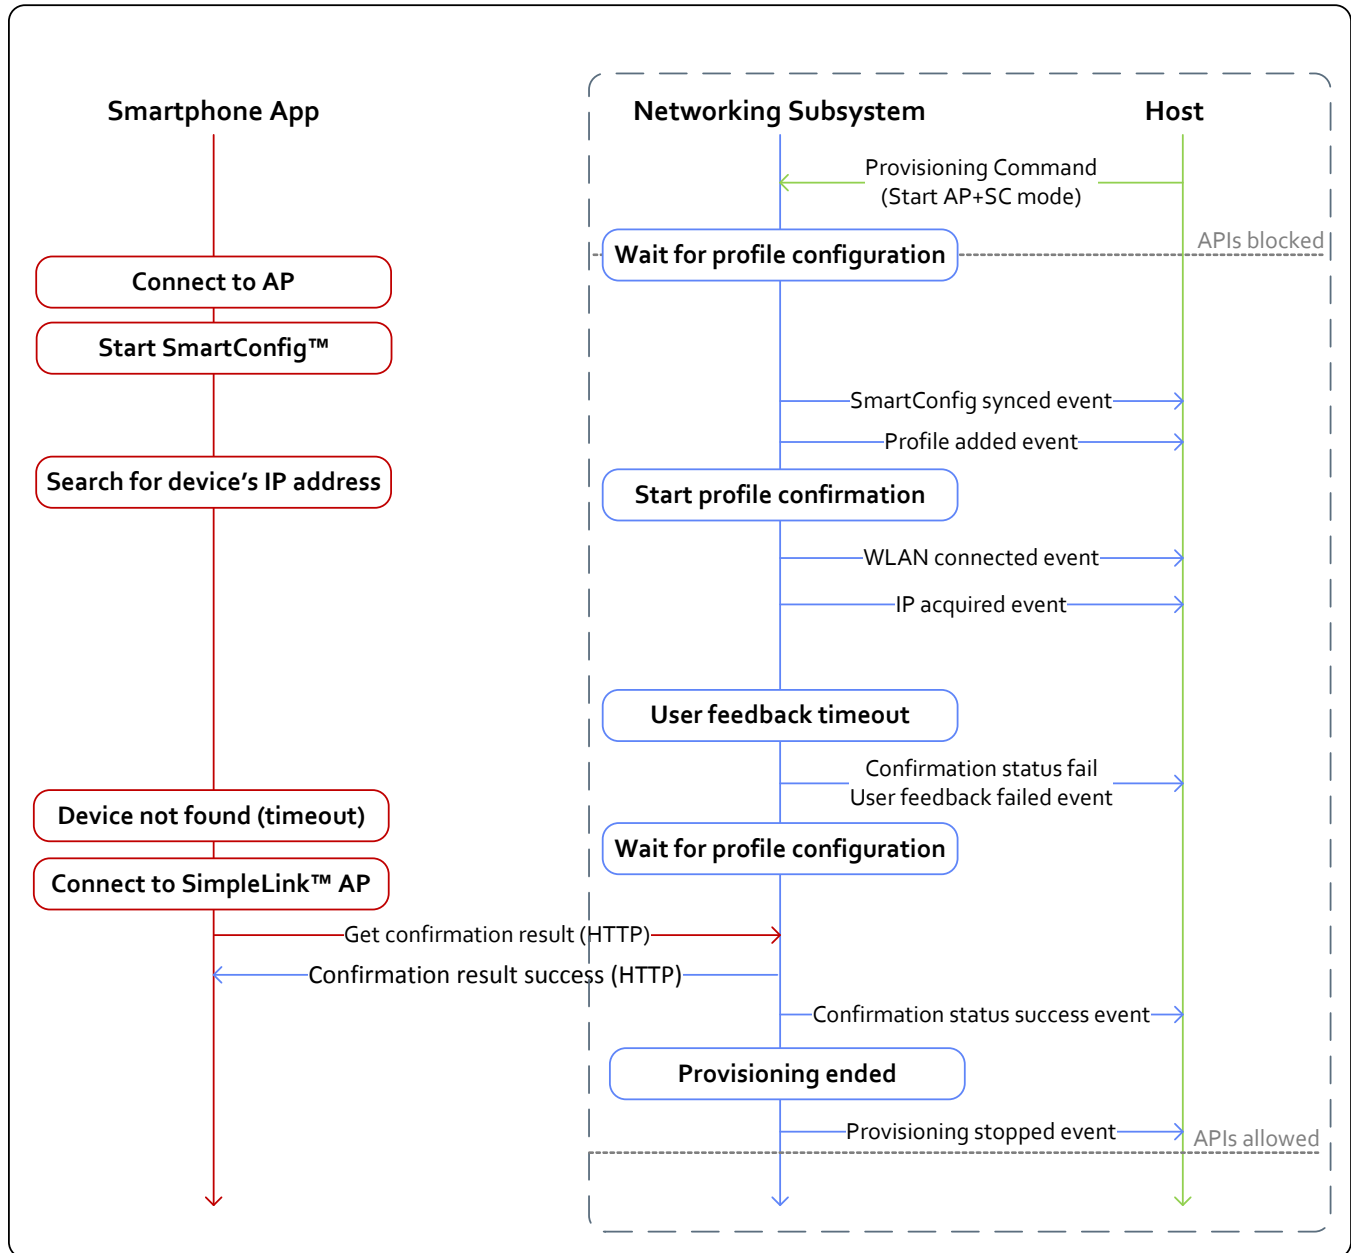 Smartphone App
Networking Subsystem
Host
Provisioning Command
(Start AP+SC mode)
APIs blocked
Wait for profile configuration
Connect to AP
Start SmartConfig™
SmartConfig synced event
Profile added event
Search for device’s IP address
Start profile confirmation
WLAN connected event
IP acquired event
User feedback timeout
Confirmation status fail
User feedback failed event
Device not found (timeout)
Wait for profile configuration
Connect to SimpleLink™ AP
Get confirmation result (HTTP)
Confirmation result success (HTTP)
Confirmation status success event
Provisioning ended
Provisioning stopped event
APIs allowed